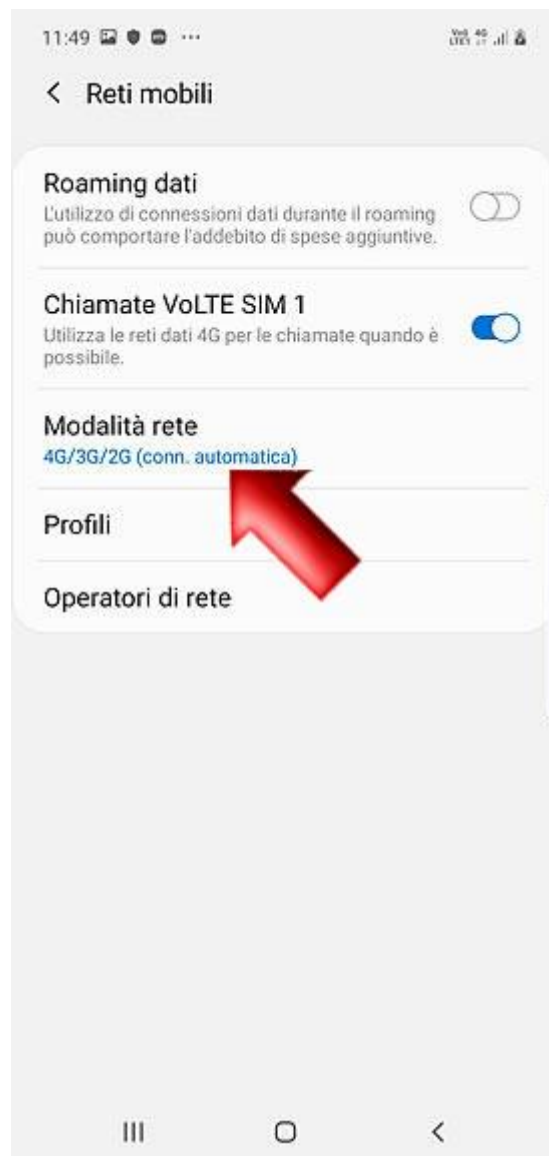 11:49
Reti mobili
Roaming dati
L'utilizzo di connessioni dati durante il roaming
può comportare l'addebito di spese aggiuntive.
Chiamate VoLTE SIM 1
Utilizza le reti dati 4G per le chiamate quando è
possibile.
Modalità rete
4G/3G/2G (conn. automatica)
Profili
Operatori di rete